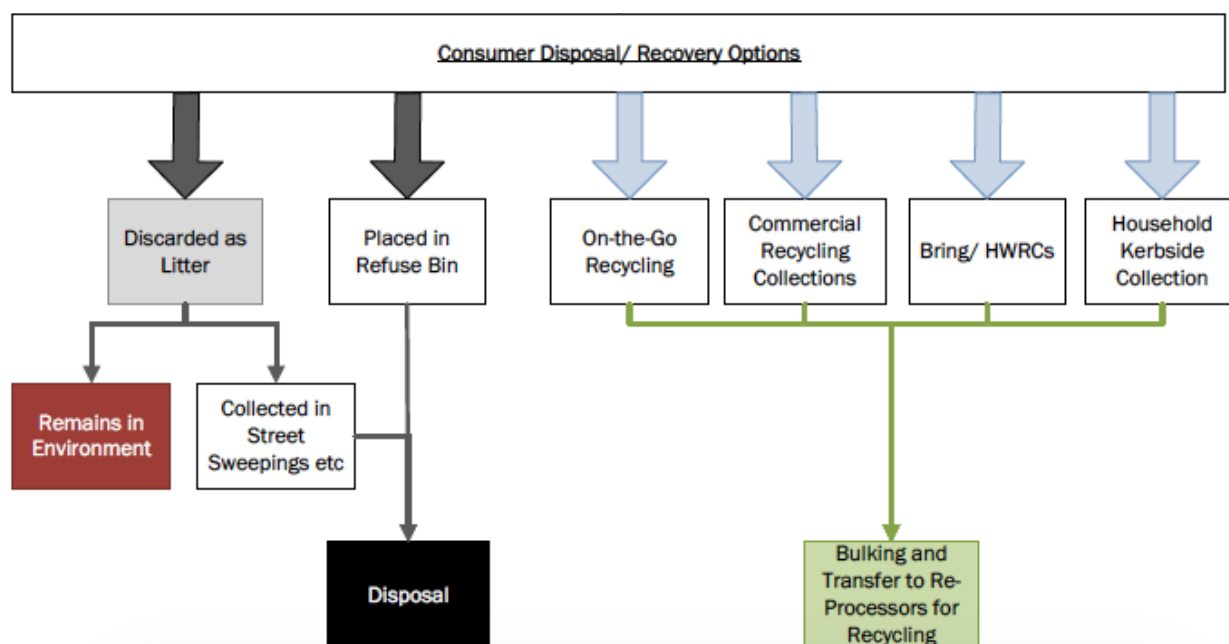 Consumer Disposal/ Recovery Options
Discarded as
Litter
Placed in
Refuse Bin
On-the-Go
Recycling
Commercial
Recycling
Collections
Bring/ HWRCs
Household
Kerbside
Collection
Remains in
Environment
Collected in
Street
Sweepings etc
Disposal
Bulking and
Transfer to Re-
Processors for
Recycling